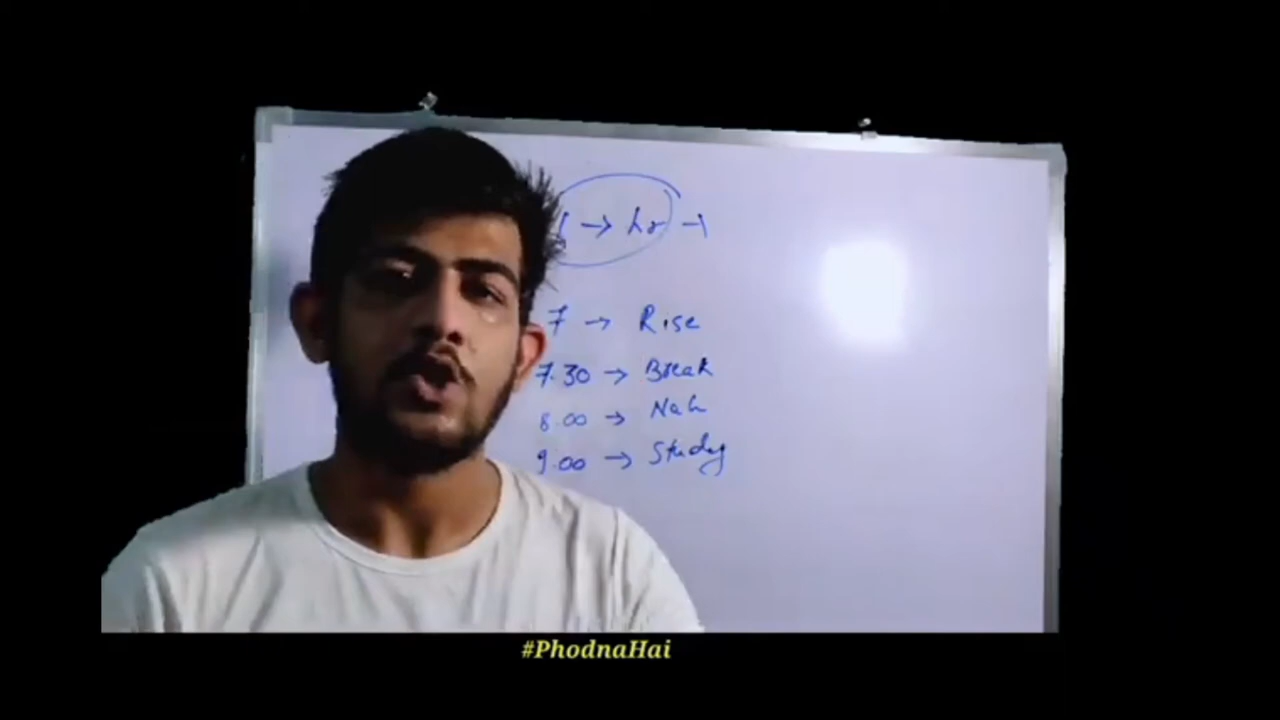 → hr →
7 → Rise
7.30 → Break
8.00 → Nah
9.00 → Study
#PhodnaHai